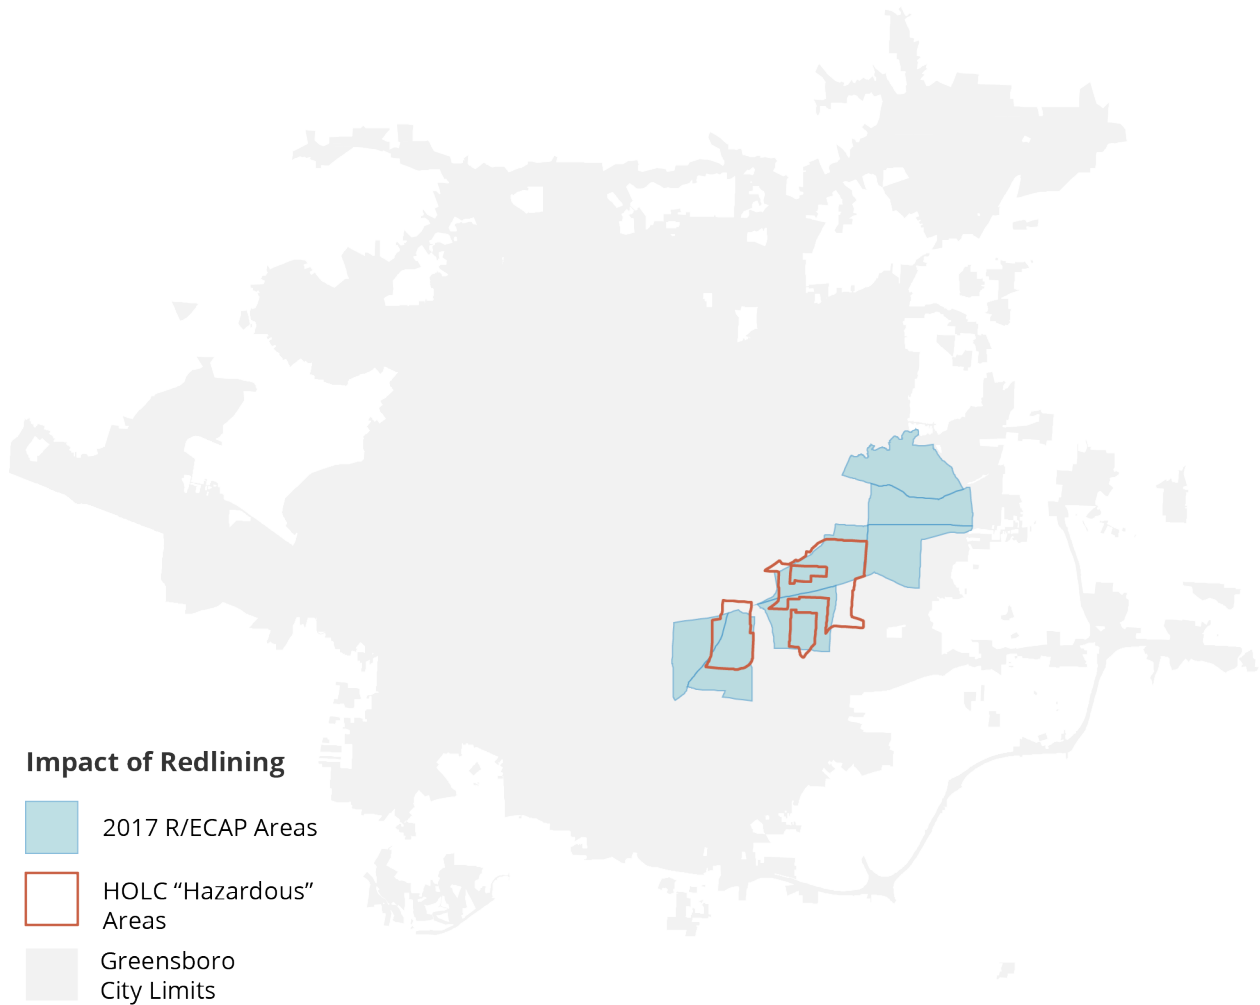 Impact of Redlining
2017 R/ECAP Areas
HOLC “Hazardous”
Areas
Greensboro
City Limits